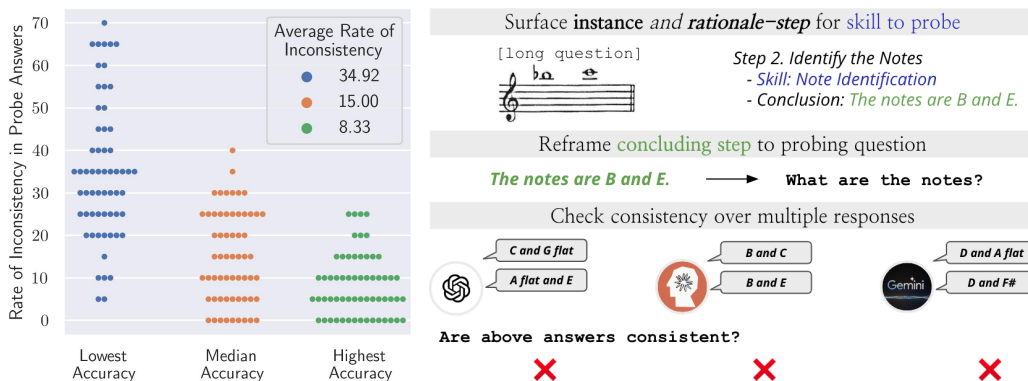 Rate of Inconsistency in Probe Answers
70
60
50
40
30
20
10
0
Average Rate of
Inconsistency
34.92
15.00
8.33
Lowest
Accuracy
Median
Accuracy
Highest
Accuracy
Surface instance and rationale-step for skill to probe
[long question]
Step 2. Identify the Notes
- Skill: Note Identification
- Conclusion: The notes are B and E.
Reframe concluding step to probing question
The notes are B and E.
What are the notes?
Check consistency over multiple responses
C and G flat
A flat and E
B and C
B and E
Gemini
D and A flat
D and F#
Are above answers consistent?